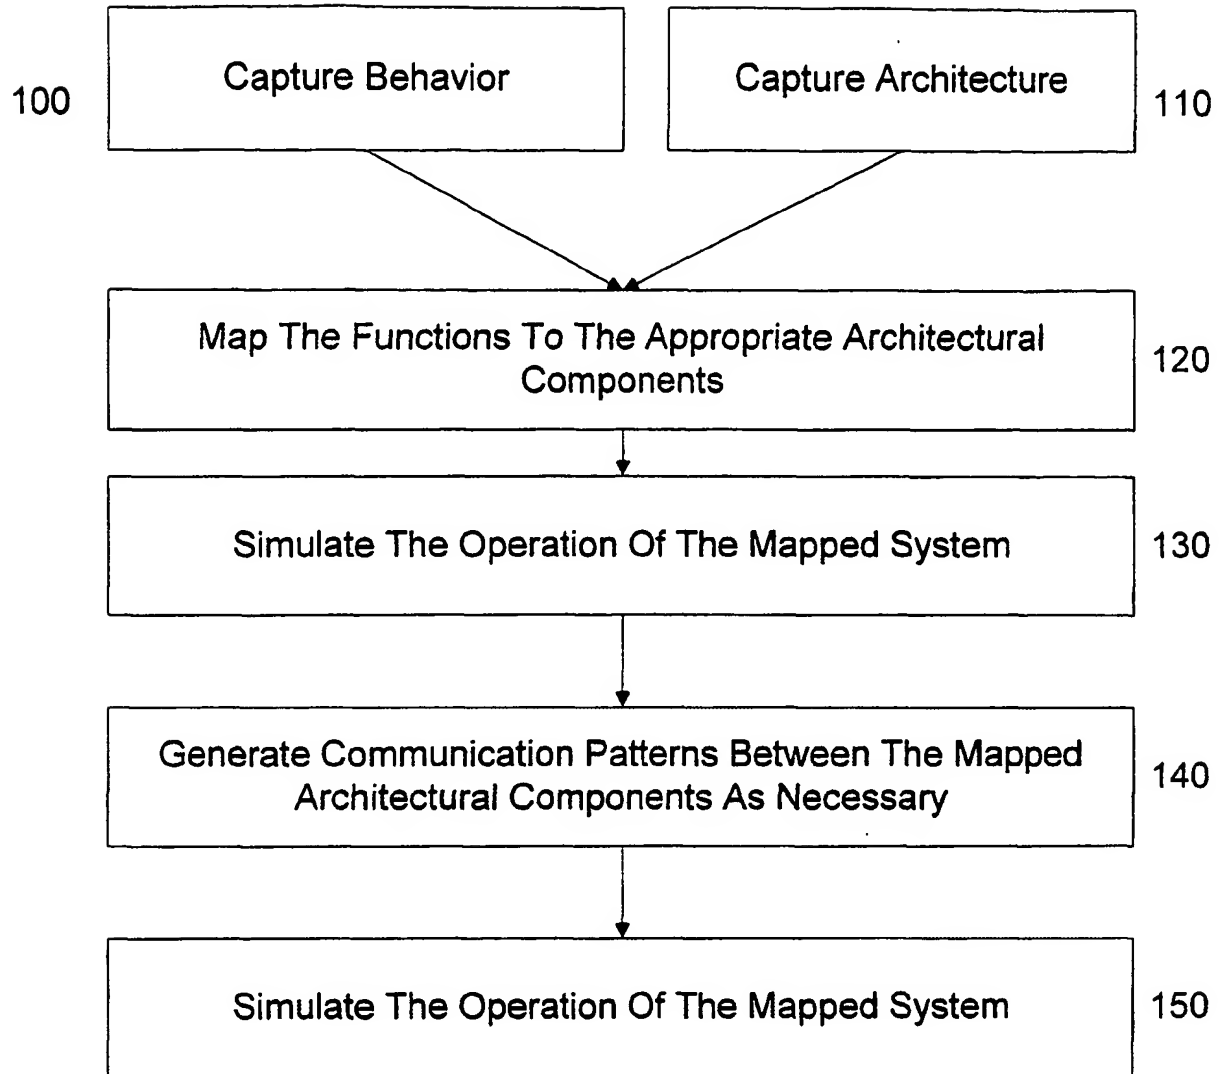 Capture Behavior
Capture Architecture
100
110
Map The Functions To The Appropriate Architectural
Components
120
Simulate The Operation Of The Mapped System
130
Generate Communication Patterns Between The Mapped
Architectural Components As Necessary
140
Simulate The Operation Of The Mapped System
150